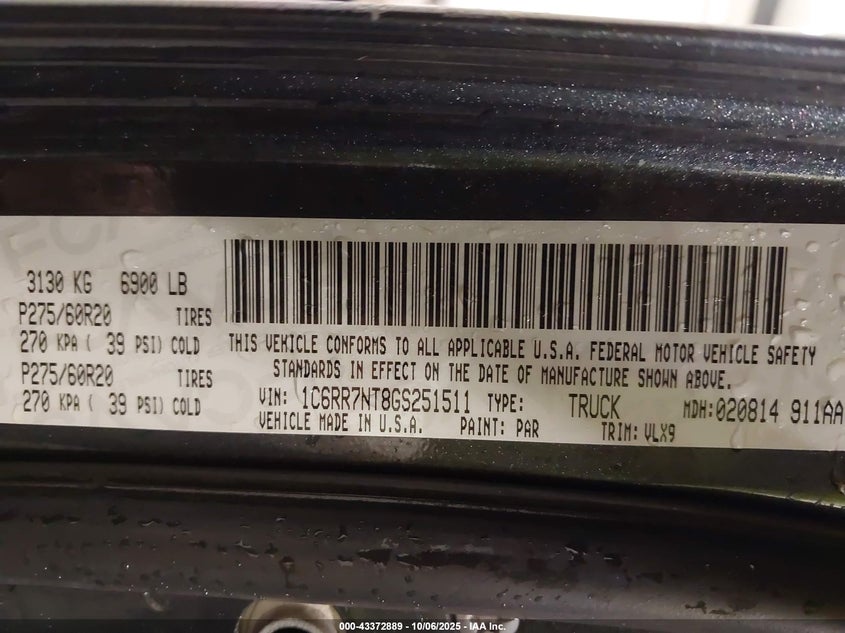 3130 KG 6900 LB
P275/60R20 TIRES
270 KPA ( 39 PSI) COLD
P275/60R20 TIRES
270 KPA ( 39 PSI) COLD
THIS VEHICLE CONFORMS TO ALL APPLICABLE U.S.A. FEDERAL MOTOR VEHICLE SAFETY
STANDARDS IN EFFECT ON THE DATE OF MANUFACTURE SHOWN ABOVE.
VIN: 1C6RR7NT8GS251511 TYPE: TRUCK MDH:020814 911AA
VEHICLE MADE IN U.S.A. PAINT: PAR TRIM: VLX9
000-43372889 - 10/06/2025 - IAA Inc.